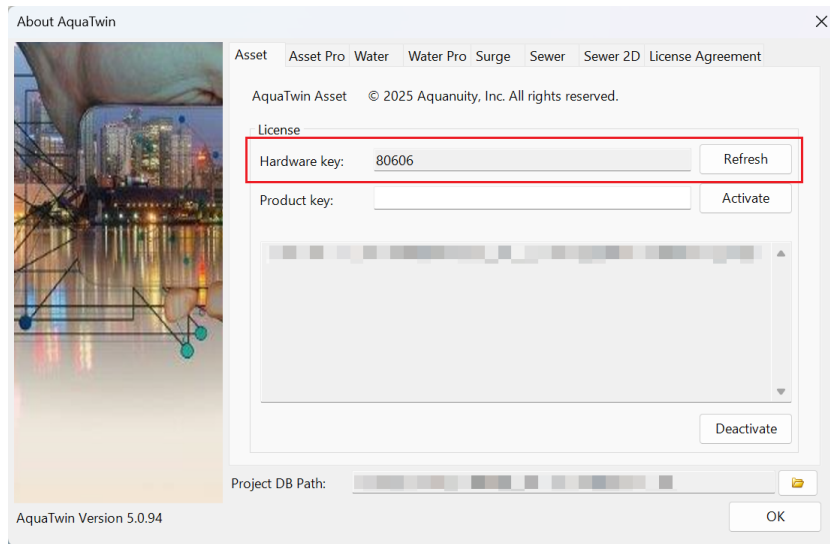 About AquaTwin
Asset Asset Pro Water Water Pro Surge Sewer Sewer 2D License Agreement
AquaTwin Asset © 2025 Aquanuity, Inc. All rights reserved.
License
Hardware key: 80606 Refresh
Product key: Activate
Deactivate
Project DB Path:
AquaTwin Version 5.0.94 OK